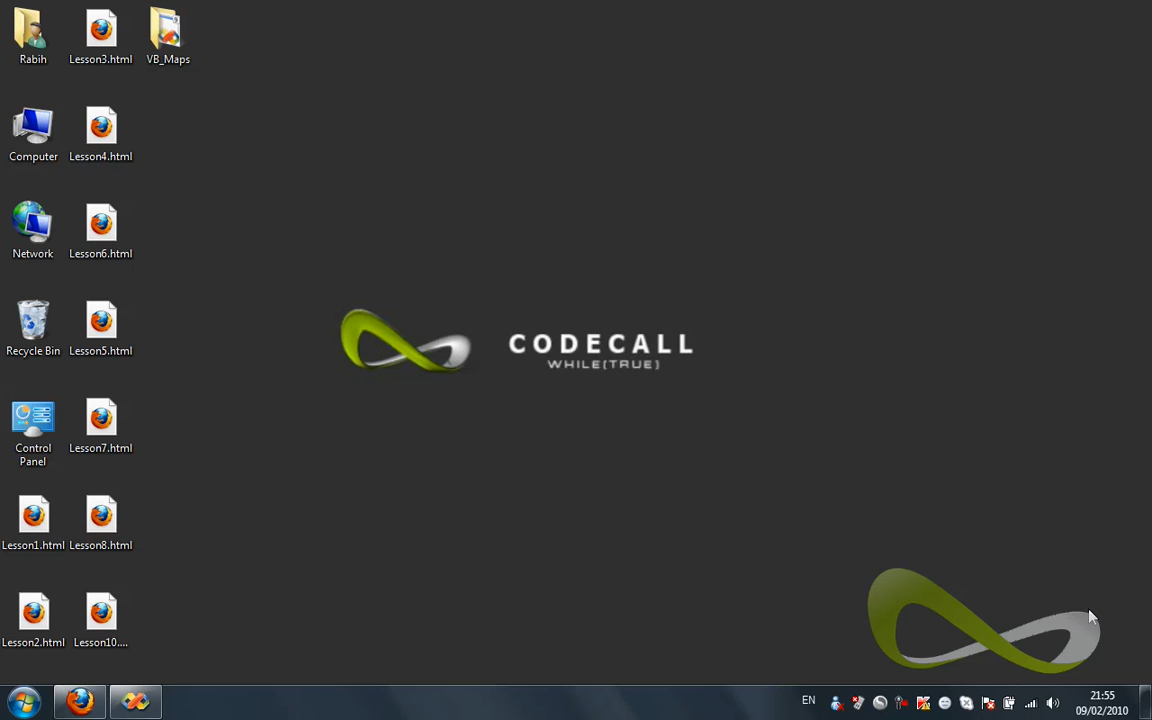 Rabih
Lesson3.html
VB_Maps
Computer
Lesson4.html
Network
Lesson6.html
Recycle Bin
Lesson5.html
Control
Panel
Lesson7.html
Lesson1.html
Lesson8.html
Lesson2.html
Lesson10....
CODECALL
WHILE(TRUE)
EN
21:55
09/02/2010